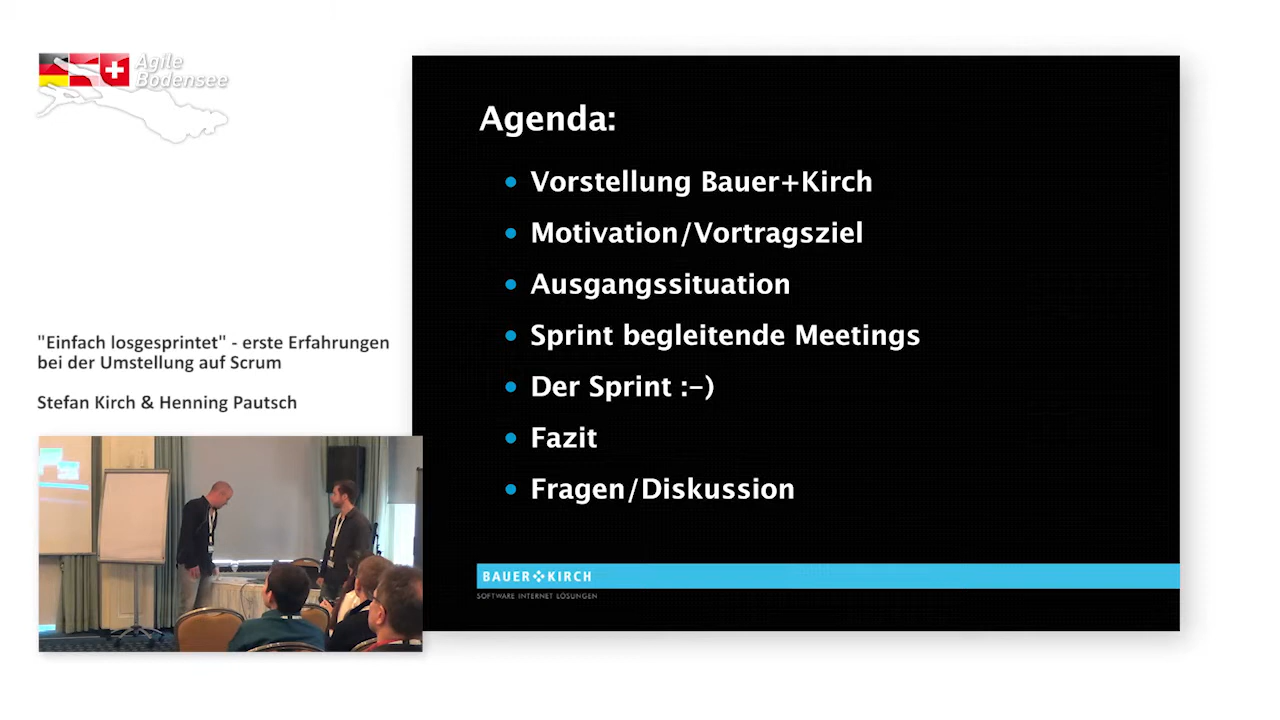 Agile
Bodensee
Agenda:
• Vorstellung Bauer+Kirch
• Motivation/Vortragsziel
• Ausgangssituation
• Sprint begleitende Meetings
• Der Sprint :-)
• Fazit
• Fragen/Diskussion
"Einfach losgesprintet" - erste Erfahrungen
bei der Umstellung auf Scrum
Stefan Kirch & Henning Pautsch
BAUER KIRCH
SOFTWARE INTERNET LÖSUNGEN